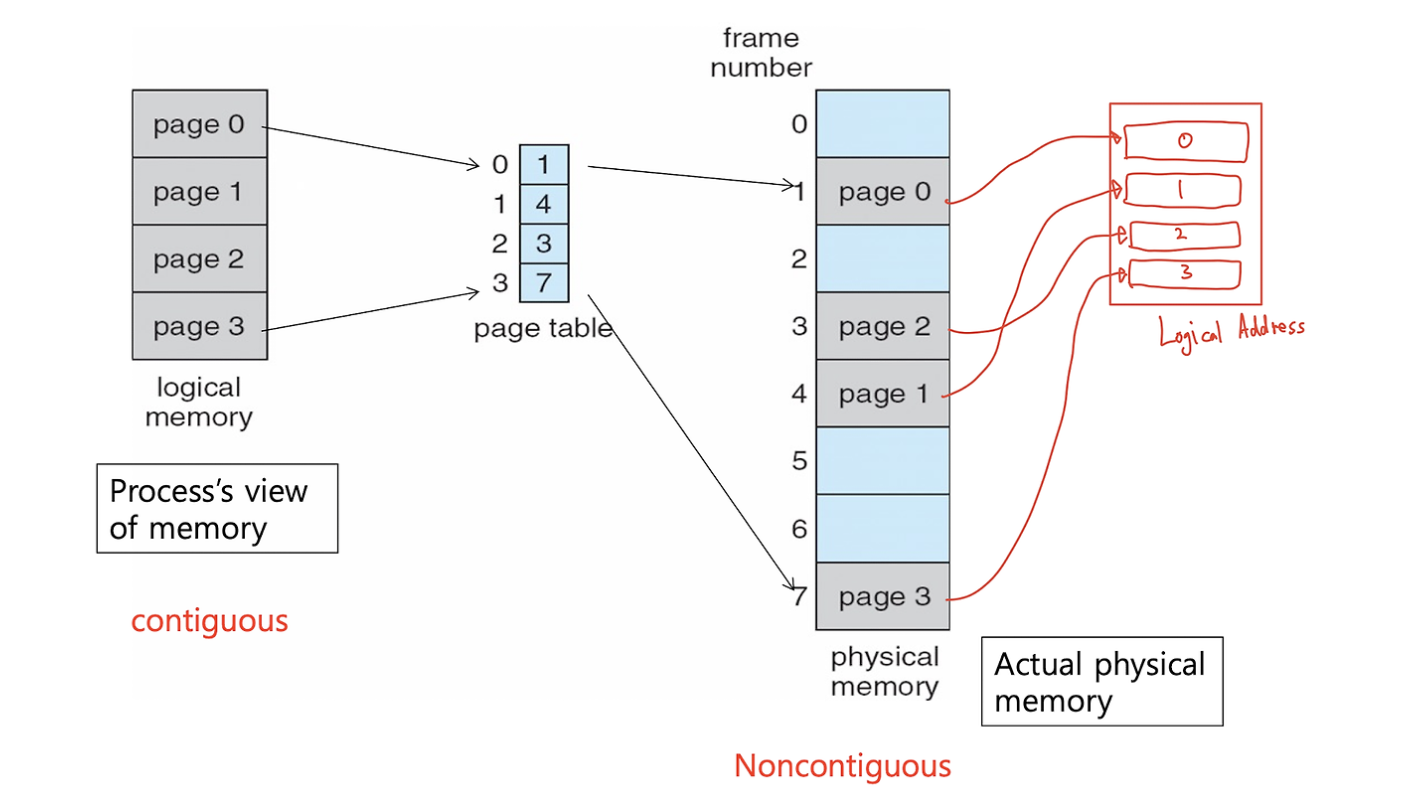 frame
number
page 0
page 1
page 2
page 3
logical
memory
Process's view
of memory
contiguous
0 1
1 4
2 3
3 7
page table
0
1 page 0
2
3 page 2
4 page 1
5
6
7 page 3
physical
memory
Noncontiguous
0
1
2
3
Logical Address
Actual physical
memory